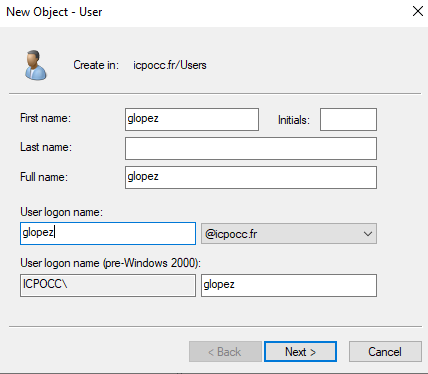 New Object - User
Create in: icpocc.fr/Users
First name: glopez Initials:
Last name:
Full name: glopez
User logon name:
glopez @icpocc.fr
User logon name (pre-Windows 2000):
ICPOCC\ glopez
< Back Next > Cancel